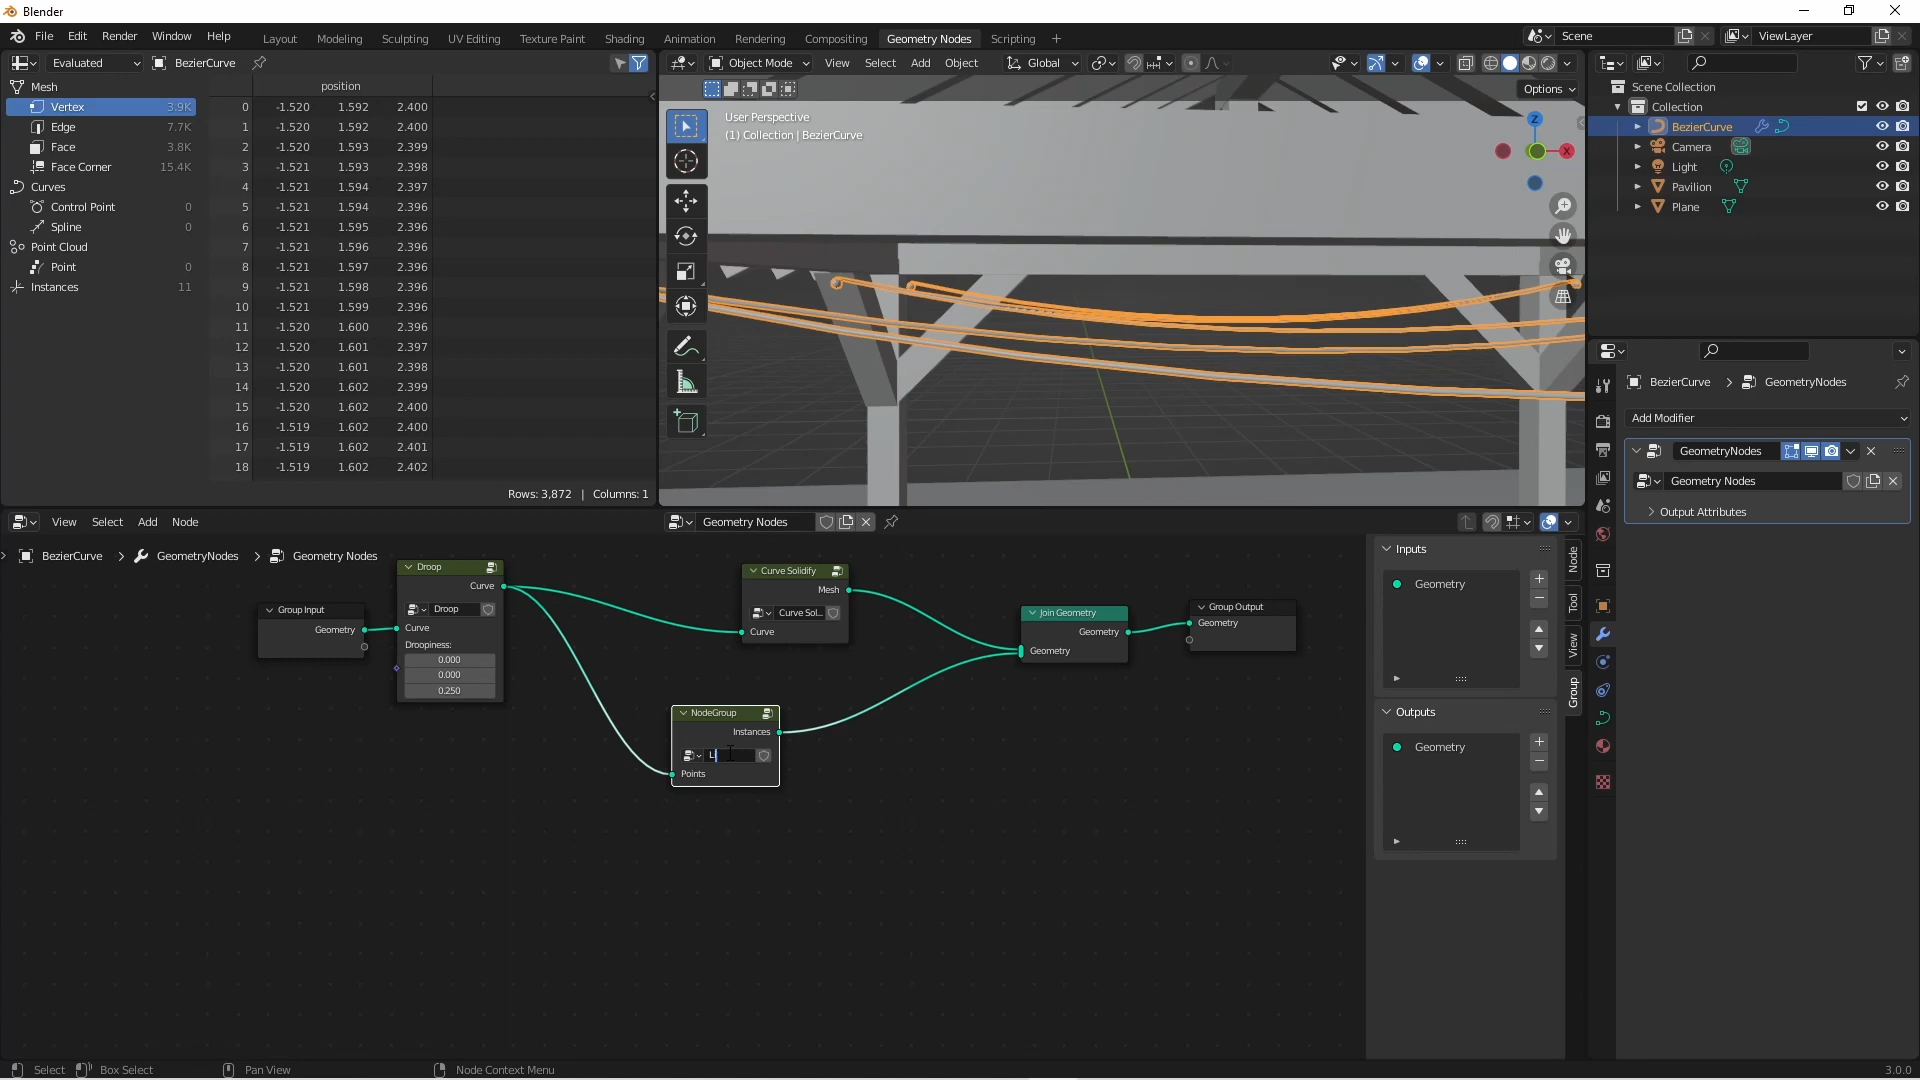 Blender
File Edit Render Window Help
Layout Modeling Sculpting UV Editing Texture Paint Shading Animation Rendering Compositing Geometry Nodes Scripting +
Scene
ViewLayer
Evaluated
BezierCurve
Mesh
Vertex 3.9K
Edge 7.7K
Face 3.8K
Face Corner 15.4K
Curves
Control Point 0
Spline 0
Point Cloud
Point 0
Instances 11
position
0 -1.520 1.592 2.400
1 -1.520 1.592 2.400
2 -1.520 1.593 2.399
3 -1.521 1.593 2.398
4 -1.521 1.594 2.397
5 -1.521 1.594 2.396
6 -1.521 1.595 2.396
7 -1.521 1.596 2.396
8 -1.521 1.597 2.396
9 -1.521 1.598 2.396
10 -1.521 1.599 2.396
11 -1.520 1.600 2.396
12 -1.520 1.601 2.397
13 -1.520 1.601 2.398
14 -1.520 1.602 2.399
15 -1.520 1.602 2.400
16 -1.519 1.602 2.400
17 -1.519 1.602 2.401
18 -1.519 1.602 2.402
Rows: 3,872 | Columns: 1
Object Mode View Select Add Object Global
Options
User Perspective
(1) Collection | BezierCurve
Z
X
Scene Collection
Collection
BezierCurve
Camera
Light
Pavilion
Plane
BezierCurve > GeometryNodes
Add Modifier
GeometryNodes
Geometry Nodes
Output Attributes
View Select Add Node
Geometry Nodes
BezierCurve > GeometryNodes > Geometry Nodes
Group Input
Geometry
Droop
Curve
Droop
Curve
Droopiness:
0.000
0.000
0.250
Curve Solidify
Mesh
Curve Sol...
Curve
NodeGroup
Instances
Li
Points
Join Geometry
Geometry
Geometry
Group Output
Geometry
Inputs
Geometry
Outputs
Geometry
Node
Tool
View
Group
Select Box Select Pan View Node Context Menu
3.0.0